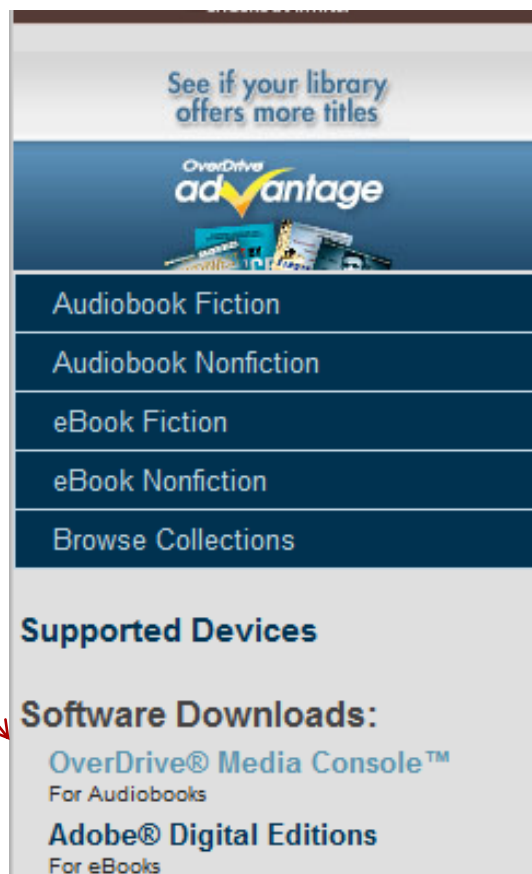 See if your library
offers more titles
OverDrive
advantage
Audiobook Fiction
Audiobook Nonfiction
eBook Fiction
eBook Nonfiction
Browse Collections
Supported Devices
Software Downloads:
OverDrive® Media Console™
For Audiobooks
Adobe® Digital Editions
For eBooks